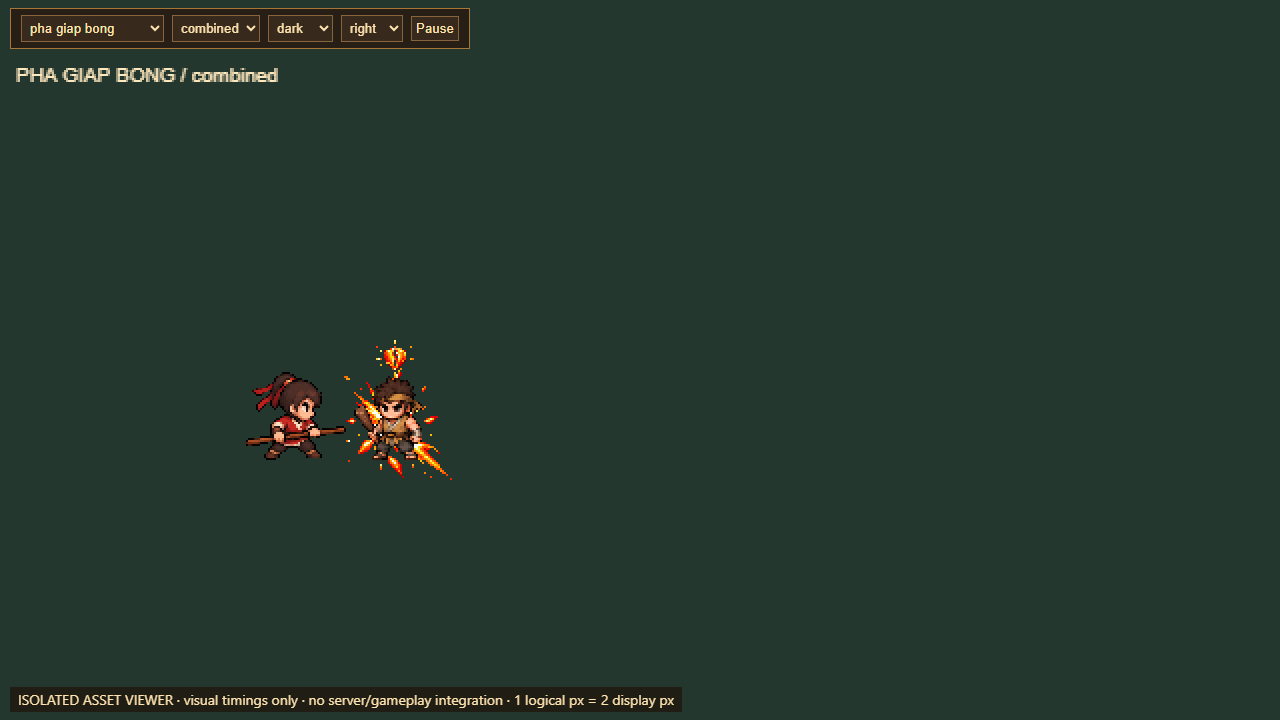 pha giap bong combined dark right Pause
PHA GIAP BONG / combined
ISOLATED ASSET VIEWER · visual timings only · no server/gameplay integration · 1 logical px = 2 display px